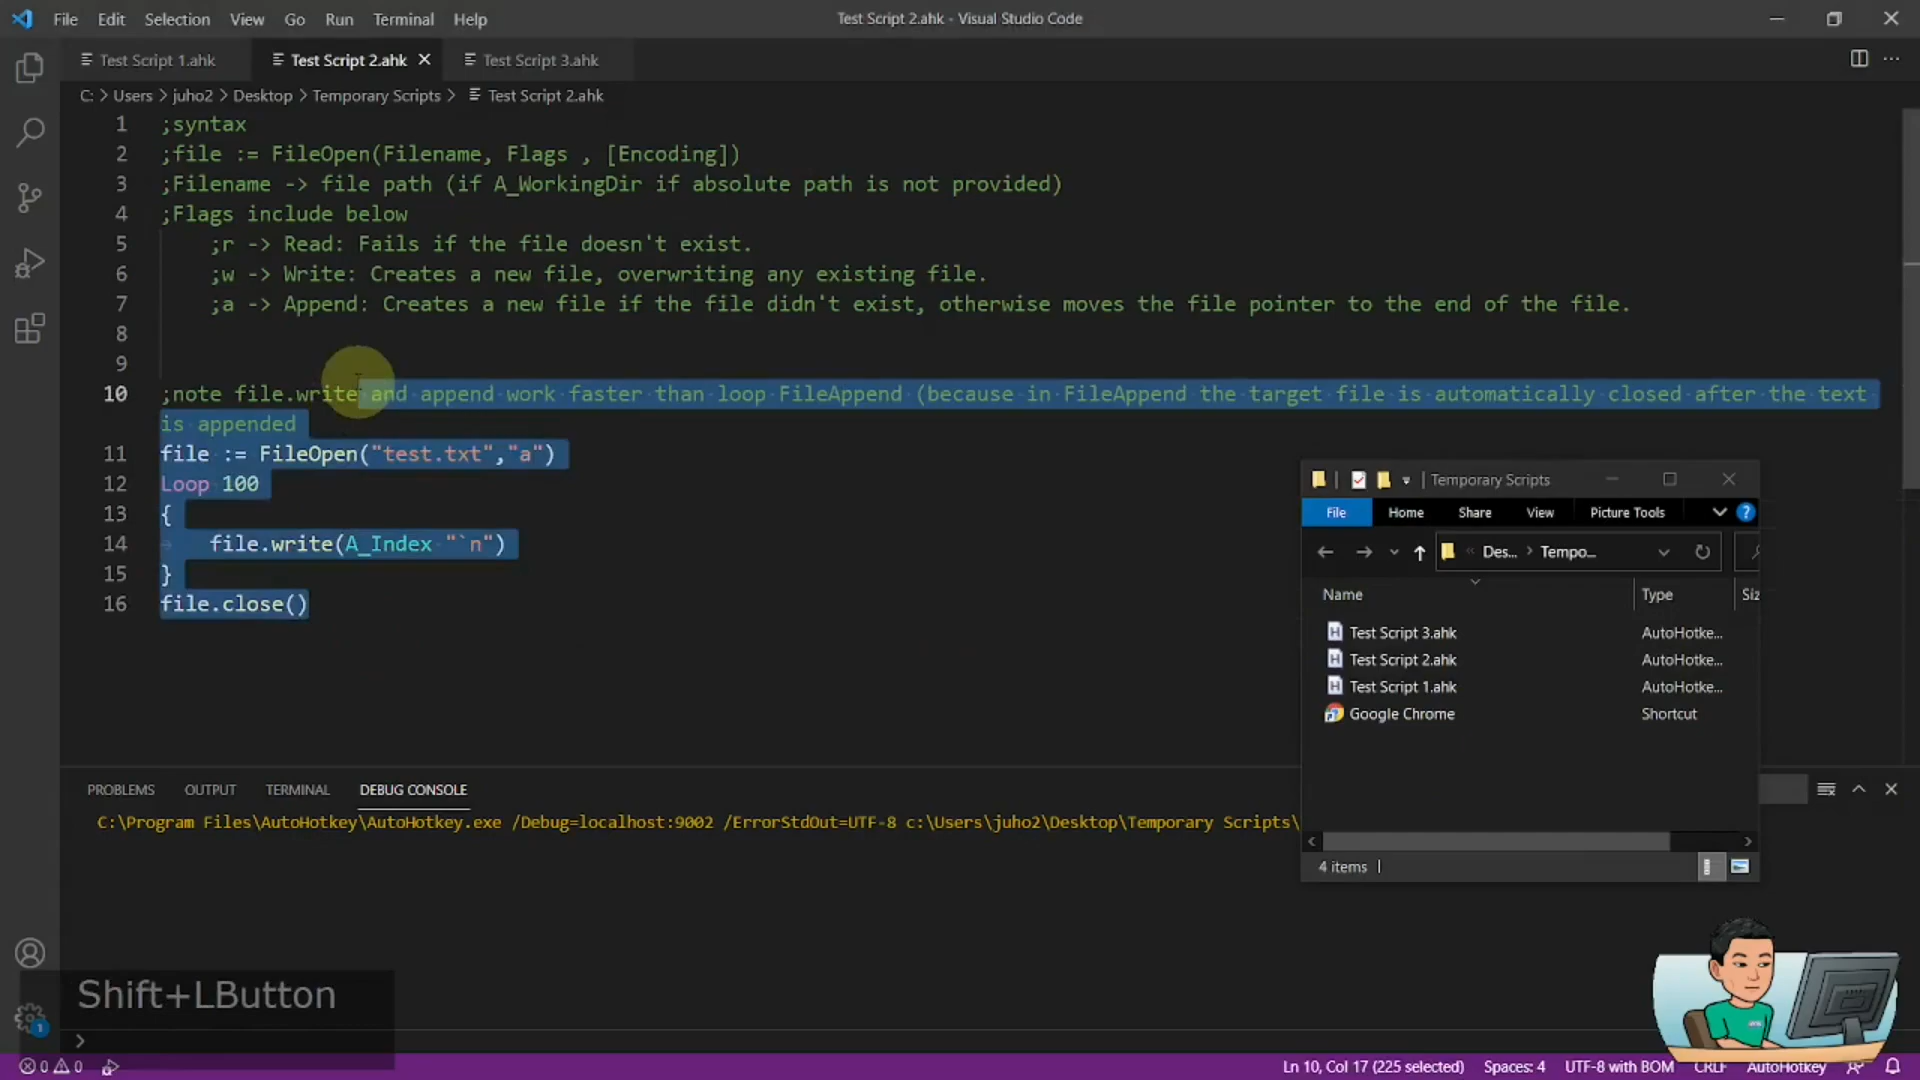 File Edit Selection View Go Run Terminal Help
Test Script 2.ahk - Visual Studio Code
Test Script 1.ahk
Test Script 2.ahk
Test Script 3.ahk
C: > Users > juho2 > Desktop > Temporary Scripts > Test Script 2.ahk
1 ;syntax
2 ;file := FileOpen(Filename, Flags , [Encoding])
3 ;Filename -> file path (if A_WorkingDir if absolute path is not provided)
4 ;Flags include below
5 ;r -> Read: Fails if the file doesn't exist.
6 ;w -> Write: Creates a new file, overwriting any existing file.
7 ;a -> Append: Creates a new file if the file didn't exist, otherwise moves the file pointer to the end of the file.
8
9
10 ;note file.write and append work faster than loop FileAppend (because in FileAppend the target file is automatically closed after the text
is appended
11 file := FileOpen("test.txt","a")
12 Loop 100
13 {
14 file.write(A_Index "`n")
15 }
16 file.close()
Temporary Scripts
File Home Share View Picture Tools
Des... > Tempo...
Name Type Siz
Test Script 3.ahk AutoHotke...
Test Script 2.ahk AutoHotke...
Test Script 1.ahk AutoHotke...
Google Chrome Shortcut
4 items
PROBLEMS OUTPUT TERMINAL DEBUG CONSOLE
C:\Program Files\AutoHotkey\AutoHotkey.exe /Debug=localhost:9002 /ErrorStdOut=UTF-8 c:\Users\juho2\Desktop\Temporary Scripts\
Shift+LButton
1
0 0
Ln 10, Col 17 (225 selected) Spaces: 4 UTF-8 with BOM CRLF AutoHotkey